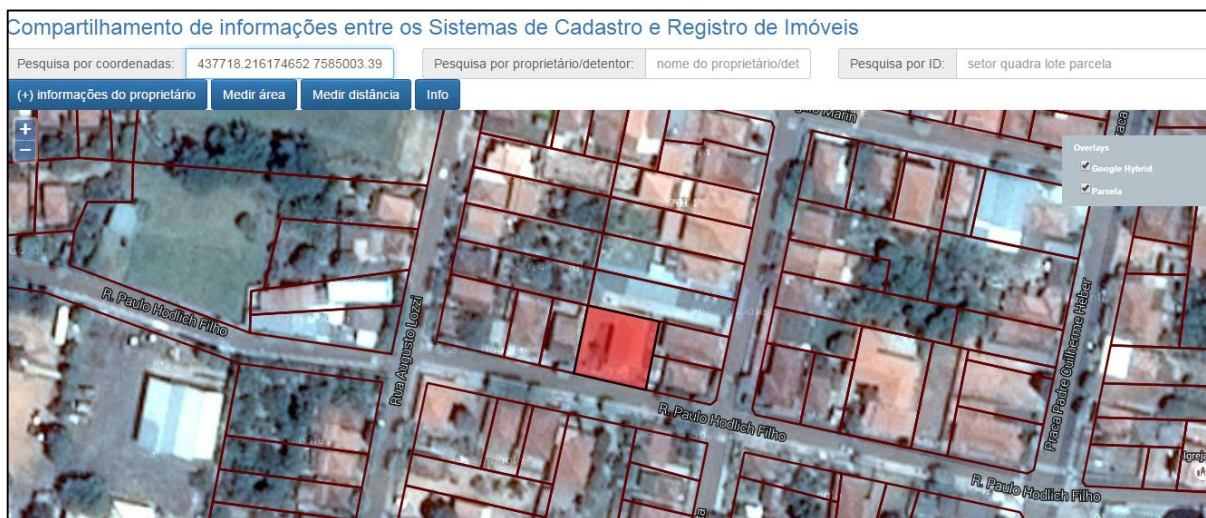 Compartilhamento de informações entre os Sistemas de Cadastro e Registro de Imóveis
Pesquisa por coordenadas: 437718.216174652 7585003.39 Pesquisa por proprietário/detentor: nome do proprietário/det Pesquisa por ID: setor quadra lote parcela
(+) informações do proprietário Medir área Medir distância Info
+
−
Marin
Overlays
Google Hybrid
Parcela
R. Paulo Hodlich Filho
Rua Augusto Lozzi
Praca Padre Guilherme Heber
R. Paulo Hodlich Filho
R. Paulo Hodlich Filho
Igreja